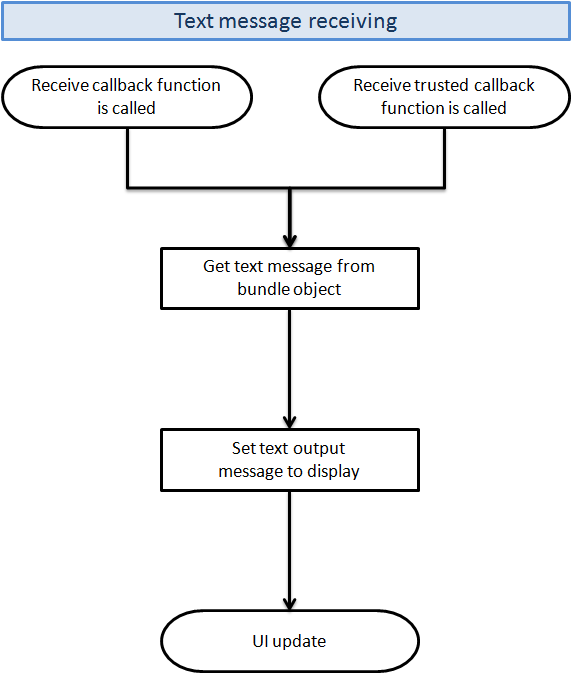 Text message receiving
Receive callback function
is called
Receive trusted callback
function is called
Get text message from
bundle object
Set text output
message to display
UI update